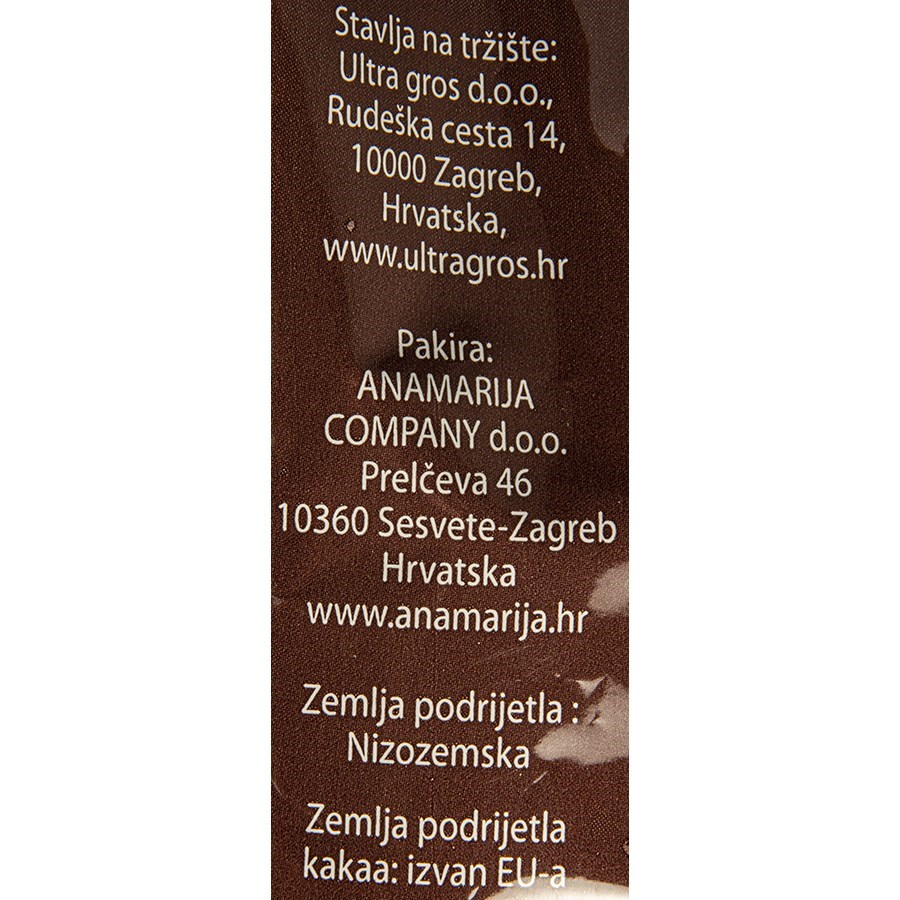 Stavlja na tržište:
Ultra gros d.o.o.,
Rudeška cesta 14,
10000 Zagreb,
Hrvatska,
www.ultragros.hr
Pakira:
ANAMARIJA
COMPANY d.o.o.
Prelčeva 46
10360 Sesvete-Zagreb
Hrvatska
www.anamarija.hr
Zemlja podrijetla :
Nizozemska
Zemlja podrijetla
kakaa: izvan EU-a